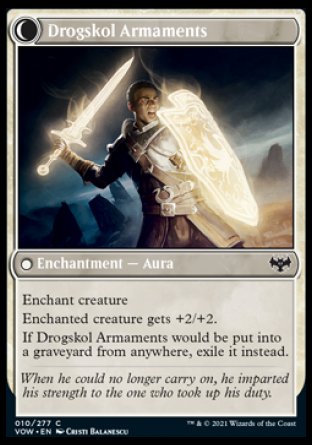 Drogskol Armaments
Enchantment — Aura
Enchant creature
Enchanted creature gets +2/+2.
If Drogskol Armaments would be put into
a graveyard from anywhere, exile it instead.
When he could no longer carry on, he imparted
his strength to the one who took up his duty.
010/277 C
VOW • EN Cristi Balanescu
™ & © 2021 Wizards of the Coast